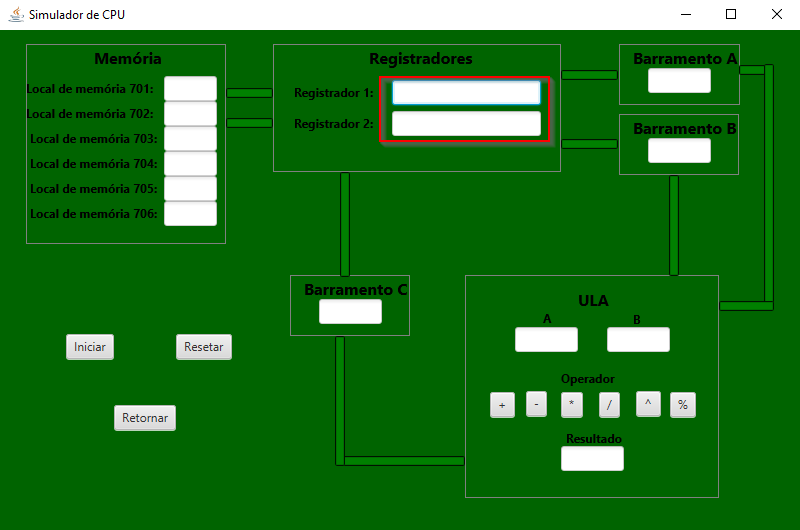 Simulador de CPU
Memória
Local de memória 701:
Local de memória 702:
Local de memória 703:
Local de memória 704:
Local de memória 705:
Local de memória 706:
Registradores
Registrador 1:
Registrador 2:
Barramento A
Barramento B
Barramento C
ULA
A B
Operador
+ - * / ^ %
Resultado
Iniciar Resetar
Retornar